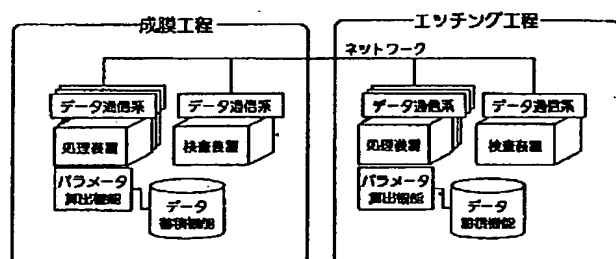 成膜工程
エッチング工程
ネットワーク
データ通信系
データ通信系
データ通信系
データ通信系
処理装置
検査装置
処理装置
検査装置
パラメータ
算出機能
データ
蓄積機能
パラメータ
算出機能
データ
蓄積機能